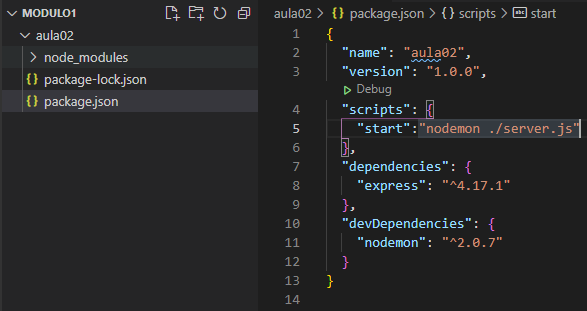 MODULO1
aula02
node_modules
{} package-lock.json
{} package.json
aula02 > {} package.json > {} scripts > abc start
1 {
2 "name": "aula02",
3 "version": "1.0.0",
Debug
4 "scripts": {
5 "start":"nodemon ./server.js"
6 },
7 "dependencies": {
8 "express": "^4.17.1"
9 },
10 "devDependencies": {
11 "nodemon": "^2.0.7"
12 }
13 }
14